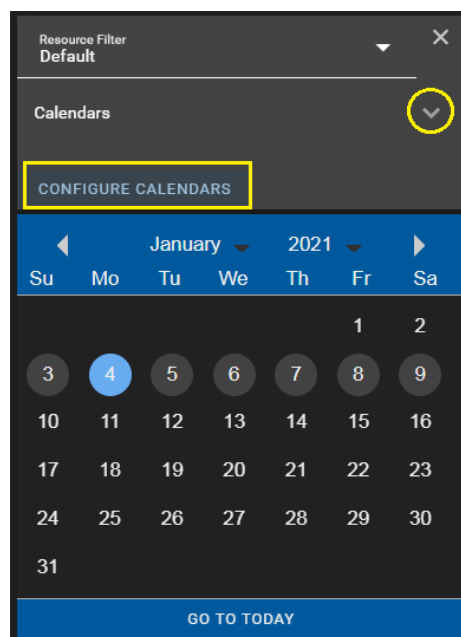 Resource Filter
Default
Calendars
CONFIGURE CALENDARS
January 2021
Su Mo Tu We Th Fr Sa
1 2
3 4 5 6 7 8 9
10 11 12 13 14 15 16
17 18 19 20 21 22 23
24 25 26 27 28 29 30
31
GO TO TODAY